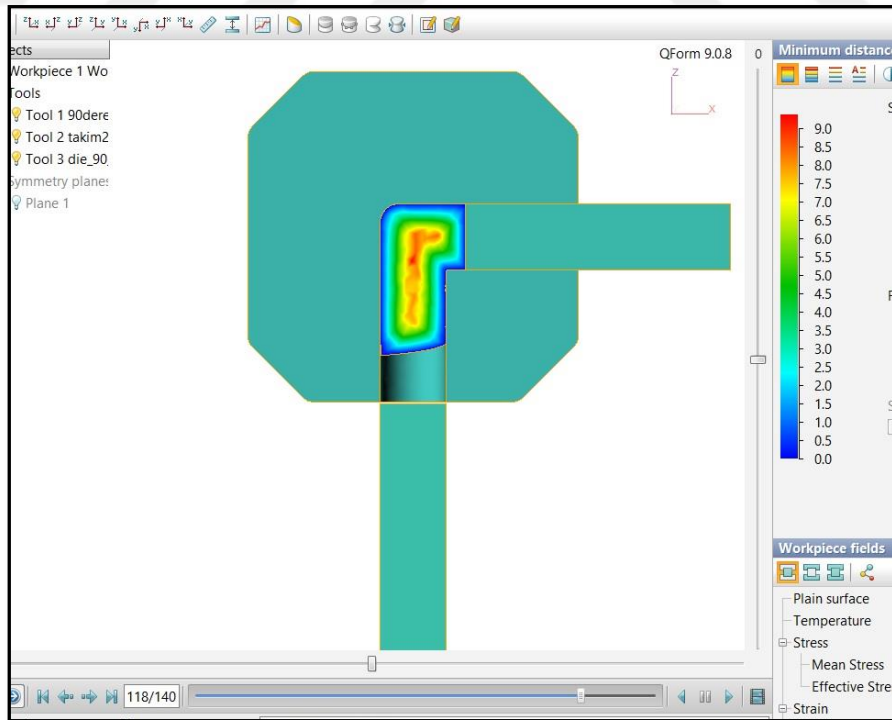 QForm 9.0.8
0
Minimum distance
ects
Workpiece 1 Wo
Tools
Tool 1 90dere
Tool 2 takim2
Tool 3 die_90_
Symmetry planes
Plane 1
z
x
S
9.0
8.5
8.0
7.5
7.0
6.5
6.0
5.5
5.0
4.5
4.0
3.5
3.0
2.5
2.0
1.5
1.0
0.5
0.0
Workpiece fields
Plain surface
Temperature
Stress
Mean Stress
Effective Stre
Strain
118/140